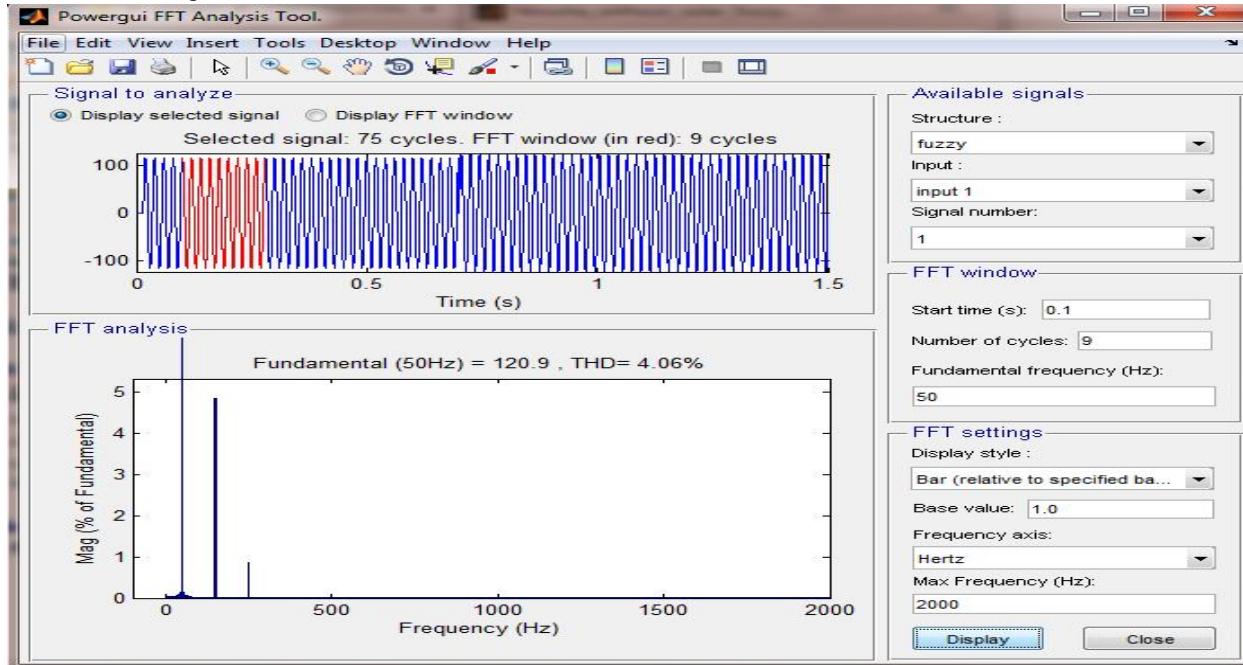 Powergui FFT Analysis Tool.
File Edit View Insert Tools Desktop Window Help
Signal to analyze
Display selected signal Display FFT window
Selected signal: 75 cycles. FFT window (in red): 9 cycles
100
0
-100
0 0.5 1 1.5
Time (s)
FFT analysis
Fundamental (50Hz) = 120.9 , THD= 4.06%
Mag (% of Fundamental)
5
4
3
2
1
0
0 500 1000 1500 2000
Frequency (Hz)
Available signals
Structure :
fuzzy
Input :
input 1
Signal number:
1
FFT window
Start time (s): 0.1
Number of cycles: 9
Fundamental frequency (Hz):
50
FFT settings
Display style :
Bar (relative to specified ba...
Base value: 1.0
Frequency axis:
Hertz
Max Frequency (Hz):
2000
Display Close